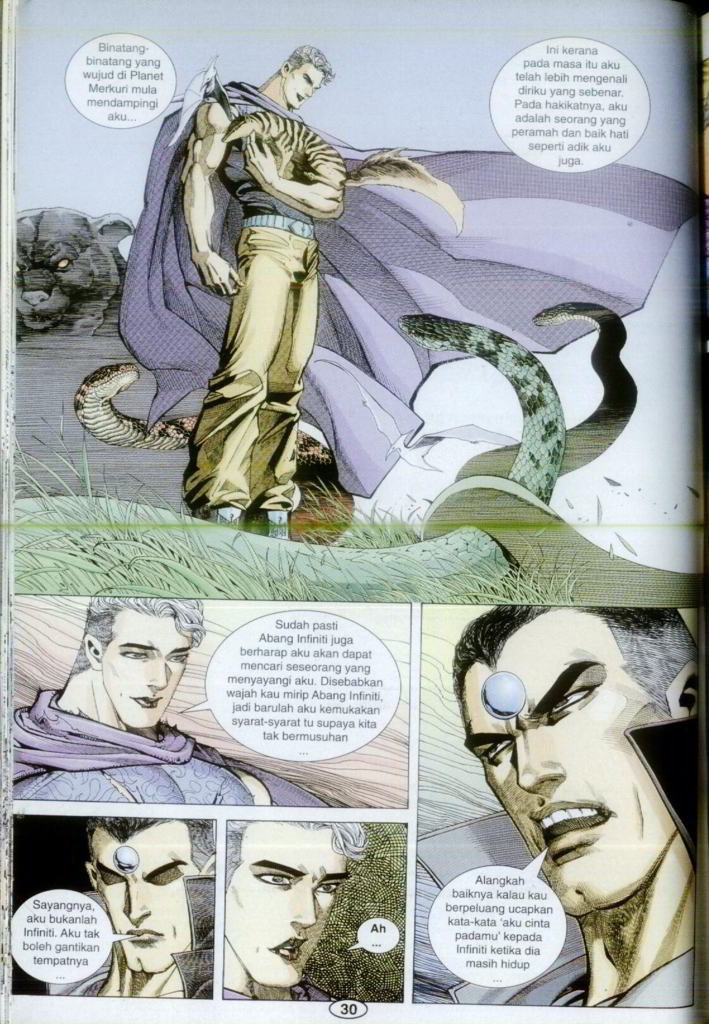 Binatang-
binatang yang
wujud di Planet
Merkuri mula
mendampingi
aku...
Ini kerana
pada masa itu aku
telah lebih mengenali
diriku yang sebenar.
Pada hakikatnya, aku
adalah seorang yang
peramah dan baik hati
seperti adik aku
juga.
Sudah pasti
Abang Infiniti juga
berharap aku akan dapat
mencari seseorang yang
menyayangi aku. Disebabkan
wajah kau mirip Abang Infiniti,
jadi barulah aku kemukakan
syarat-syarat tu supaya kita
tak bermusuhan
...
Alangkah
baiknya kalau kau
berpeluang ucapkan
kata-kata 'aku cinta
padamu' kepada
Infiniti ketika dia
masih hidup
...
Sayangnya,
aku bukanlah
Infiniti. Aku tak
boleh gantikan
tempatnya
...
Ah
...
30